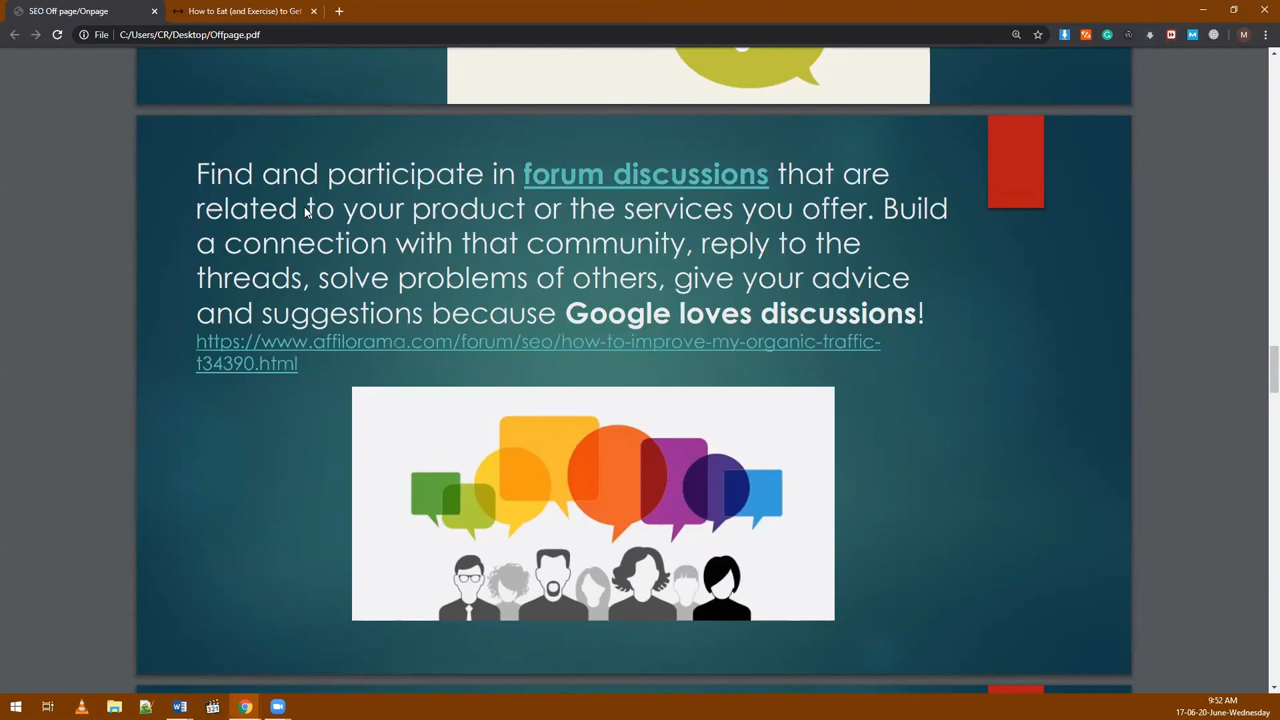 SEO Off page/Onpage
How to Eat (and Exercise) to Get
File
C:/Users/CR/Desktop/Offpage.pdf
M
Find and participate in forum discussions that are
related to your product or the services you offer. Build
a connection with that community, reply to the
threads, solve problems of others, give your advice
and suggestions because Google loves discussions!
https://www.affilorama.com/forum/seo/how-to-improve-my-organic-traffic-
t34390.html
9:52 AM
17-06-20-June-Wednesday